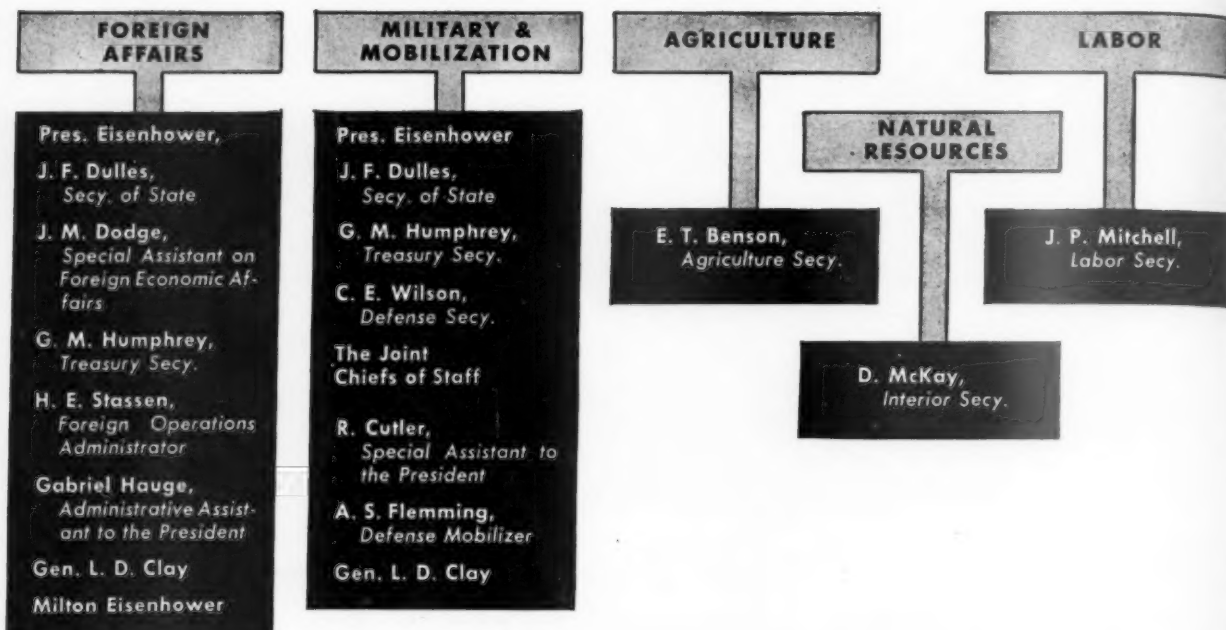 FOREIGN
AFFAIRS
Pres. Eisenhower,
J. F. Dulles,
Secy. of State
J. M. Dodge,
Special Assistant on
Foreign Economic Af-
fairs
G. M. Humphrey,
Treasury Secy.
H. E. Stassen,
Foreign Operations
Administrator
Gabriel Hauge,
Administrative Assist-
ant to the President
Gen. L. D. Clay
Milton Eisenhower
MILITARY &
MOBILIZATION
Pres. Eisenhower
J. F. Dulles,
Secy. of State
G. M. Humphrey,
Treasury Secy.
C. E. Wilson,
Defense Secy.
The Joint
Chiefs of Staff
R. Cutler,
Special Assistant to
the President
A. S. Flemming,
Defense Mobilizer
Gen. L. D. Clay
AGRICULTURE
E. T. Benson,
Agriculture Secy.
NATURAL
RESOURCES
D. McKay,
Interior Secy.
LABOR
J. P. Mitchell,
Labor Secy.